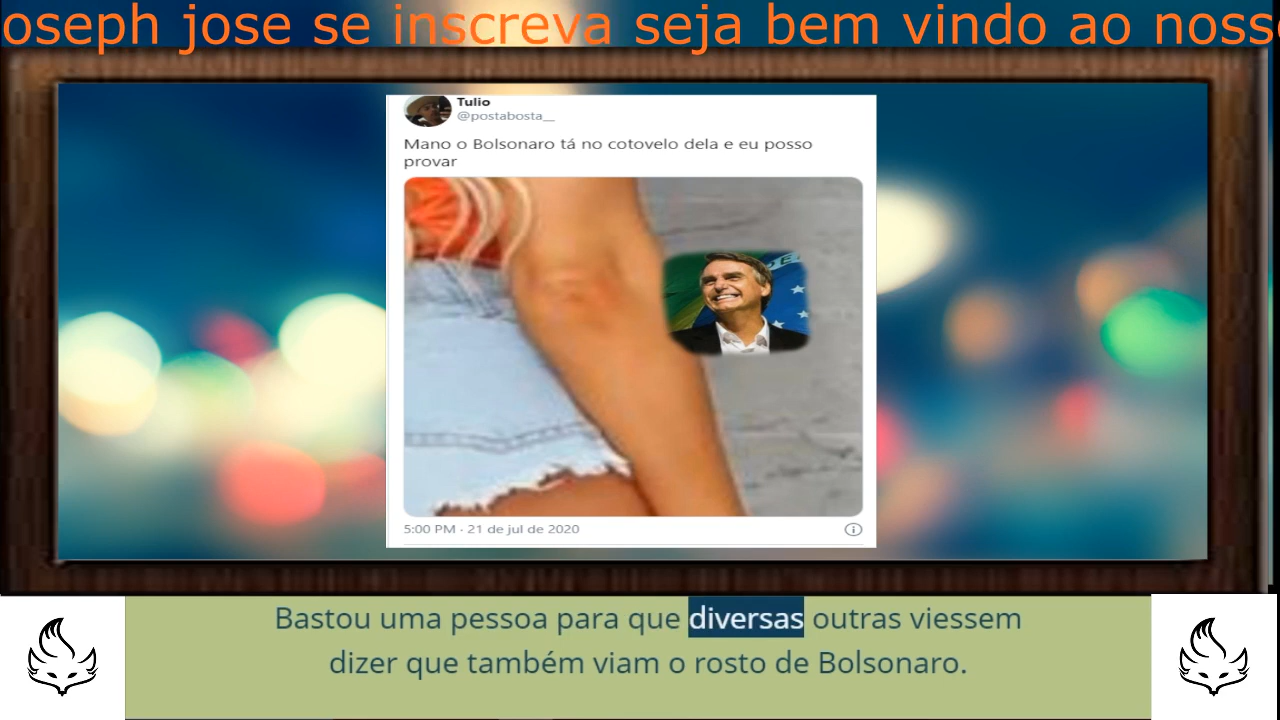 oseph jose se inscreva seja bem vindo ao noss
Tulio
@postabosta__
Mano o Bolsonaro tá no cotovelo dela e eu posso
provar
5:00 PM · 21 de jul de 2020
Bastou uma pessoa para que diversas outras viessem
dizer que também viam o rosto de Bolsonaro.